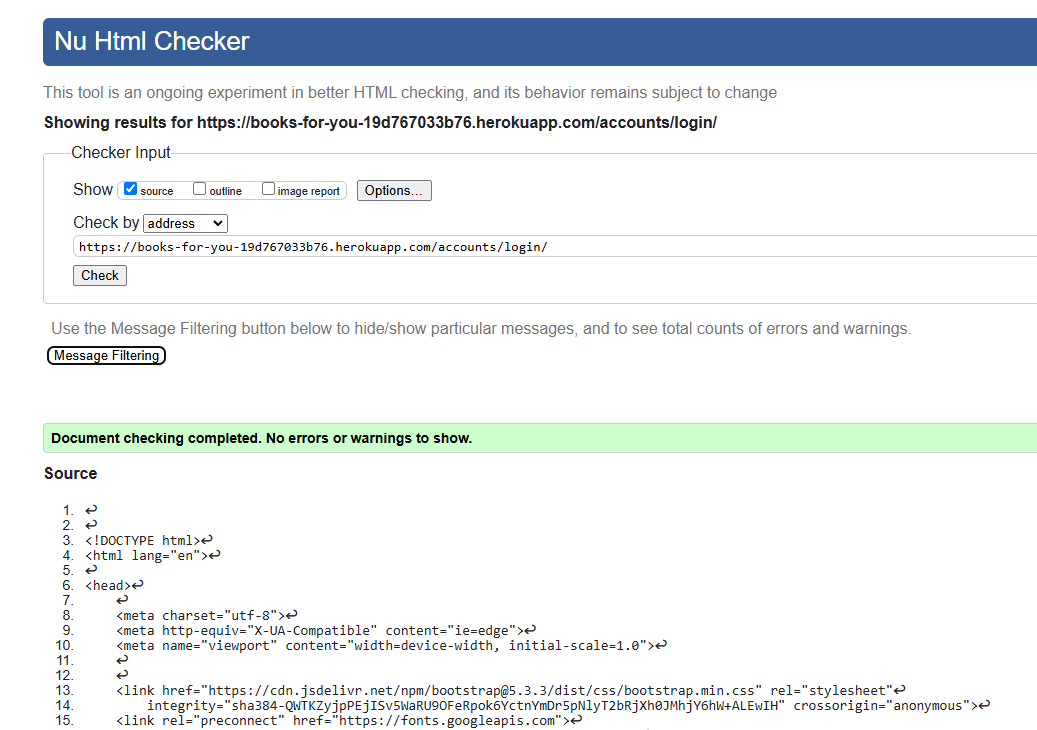 Nu Html Checker
This tool is an ongoing experiment in better HTML checking, and its behavior remains subject to change
Showing results for https://books-for-you-19d767033b76.herokuapp.com/accounts/login/
Checker Input
Show source outline image report Options...
Check by address
https://books-for-you-19d767033b76.herokuapp.com/accounts/login/
Check
Use the Message Filtering button below to hide/show particular messages, and to see total counts of errors and warnings.
Message Filtering
Document checking completed. No errors or warnings to show.
Source
1. ↩
2. ↩
3. <!DOCTYPE html>↩
4. <html lang="en">↩
5. ↩
6. <head>↩
7. ↩
8. <meta charset="utf-8">↩
9. <meta http-equiv="X-UA-Compatible" content="ie=edge">↩
10. <meta name="viewport" content="width=device-width, initial-scale=1.0">↩
11. ↩
12. ↩
13. <link href="https://cdn.jsdelivr.net/npm/bootstrap@5.3.3/dist/css/bootstrap.min.css" rel="stylesheet"↩
14. integrity="sha384-QWTKZyjpPEjISv5WaRU9OFeRpok6YctnYmDr5pNlyT2bRjXh0JMhjY6hW+ALEwIH" crossorigin="anonymous">↩
15. <link rel="preconnect" href="https://fonts.googleapis.com">↩